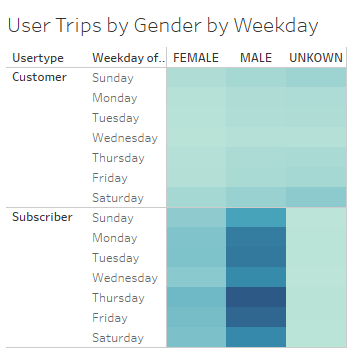 User Trips by Gender by Weekday
Usertype Weekday of.. FEMALE MALE UNKOWN
Customer Sunday
Monday
Tuesday
Wednesday
Thursday
Friday
Saturday
Subscriber Sunday
Monday
Tuesday
Wednesday
Thursday
Friday
Saturday